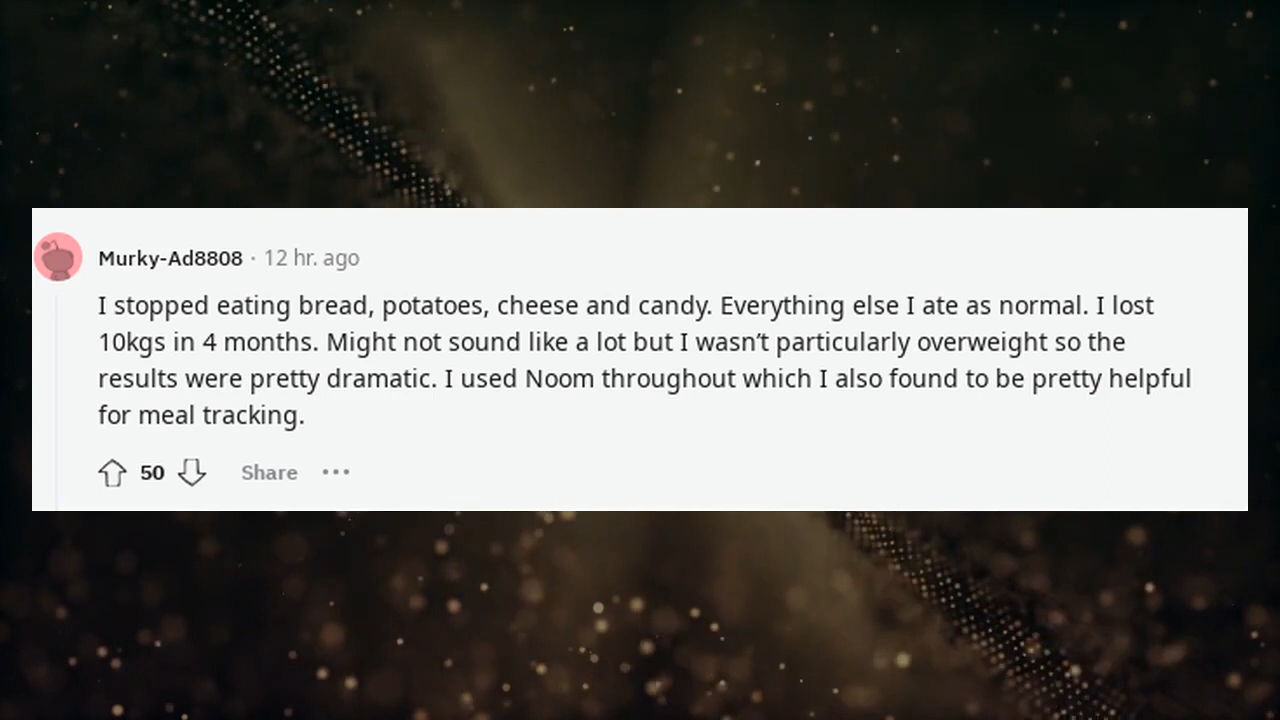 Murky-Ad8808 · 12 hr. ago
I stopped eating bread, potatoes, cheese and candy. Everything else I ate as normal. I lost
10kgs in 4 months. Might not sound like a lot but I wasn’t particularly overweight so the
results were pretty dramatic. I used Noom throughout which I also found to be pretty helpful
for meal tracking.
50 Share